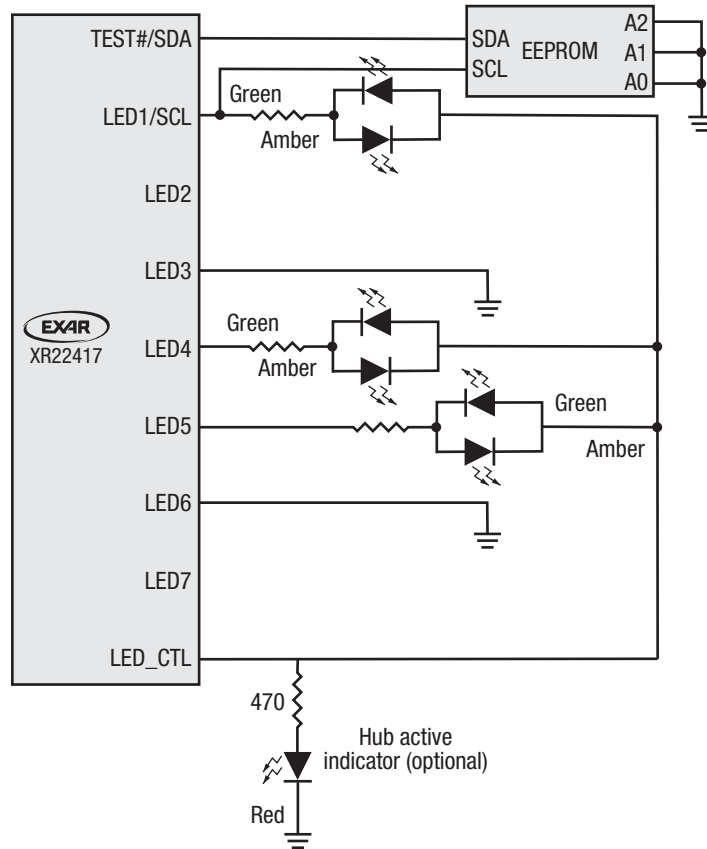 TEST#/SDA
SDA
SCL
EEPROM
A2
A1
A0
LED1/SCL
Green
Amber
LED2
LED3
EXAR
XR22417
LED4
Green
Amber
LED5
Green
Amber
LED6
LED7
LED_CTL
470
Hub active
indicator (optional)
Red